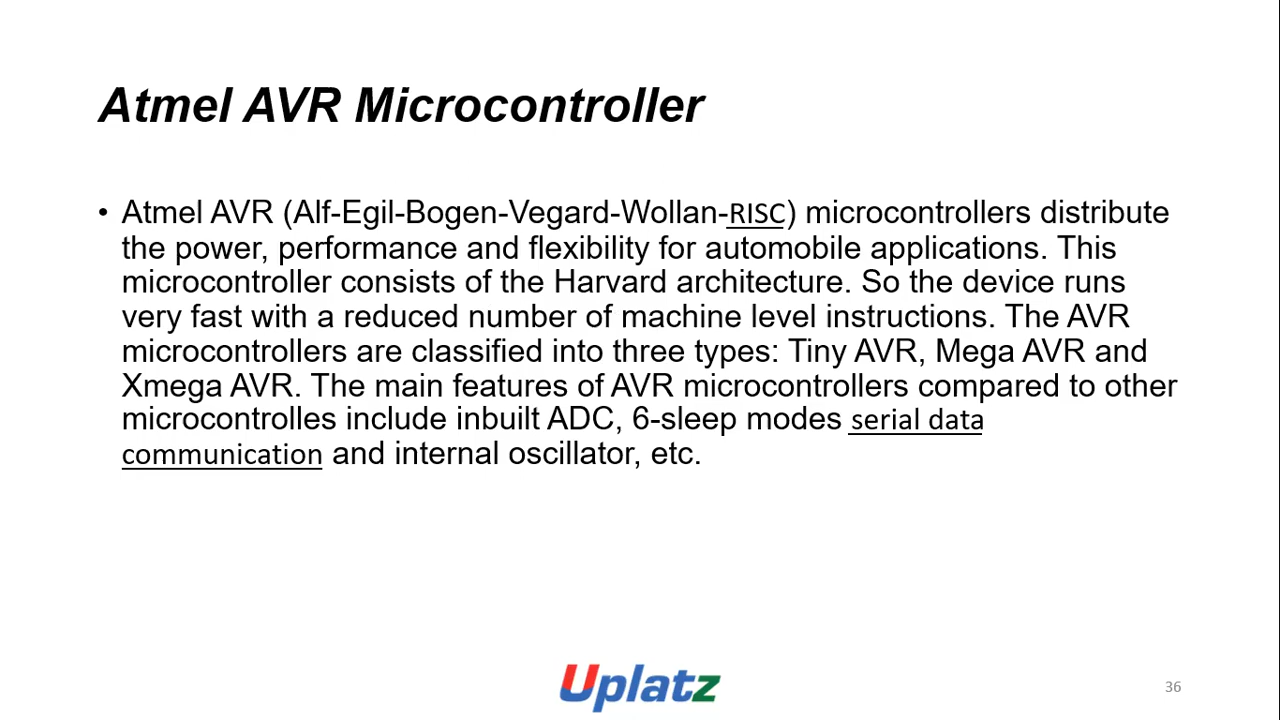 Atmel AVR Microcontroller
• Atmel AVR (Alf-Egil-Bogen-Vegard-Wollan-RISC) microcontrollers distribute
the power, performance and flexibility for automobile applications. This
microcontroller consists of the Harvard architecture. So the device runs
very fast with a reduced number of machine level instructions. The AVR
microcontrollers are classified into three types: Tiny AVR, Mega AVR and
Xmega AVR. The main features of AVR microcontrollers compared to other
microcontrolles include inbuilt ADC, 6-sleep modes serial data
communication and internal oscillator, etc.
Uplatz
36